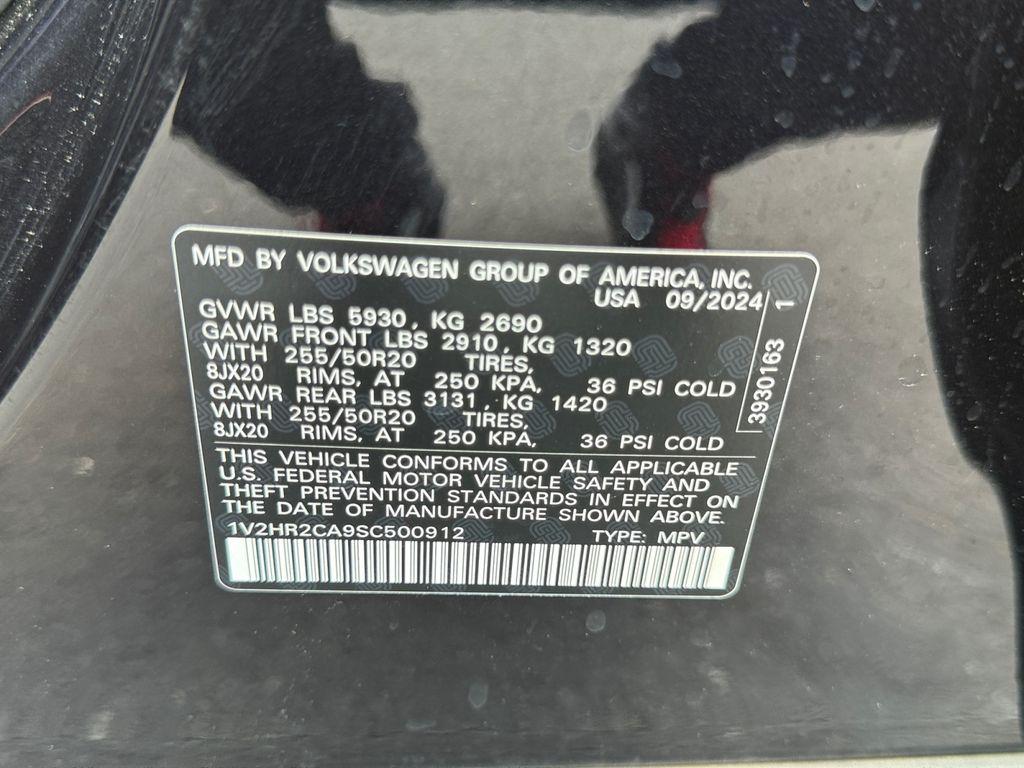 MFD BY VOLKSWAGEN GROUP OF AMERICA, INC.
USA 09/2024
GVWR LBS 5930, KG 2690
GAWR FRONT LBS 2910, KG 1320
WITH 255/50R20 TIRES,
8JX20 RIMS, AT 250 KPA, 36 PSI COLD
GAWR REAR LBS 3131, KG 1420
WITH 255/50R20 TIRES,
8JX20 RIMS, AT 250 KPA, 36 PSI COLD
3930163 1
THIS VEHICLE CONFORMS TO ALL APPLICABLE
U.S. FEDERAL MOTOR VEHICLE SAFETY AND
THEFT PREVENTION STANDARDS IN EFFECT ON
THE DATE OF MANUFACTURE SHOWN ABOVE.
1V2HR2CA9SC500912 TYPE: MPV